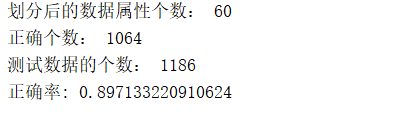 划分后的数据属性个数： 60
正确个数： 1064
测试数据的个数： 1186
正确率: 0.897133220910624